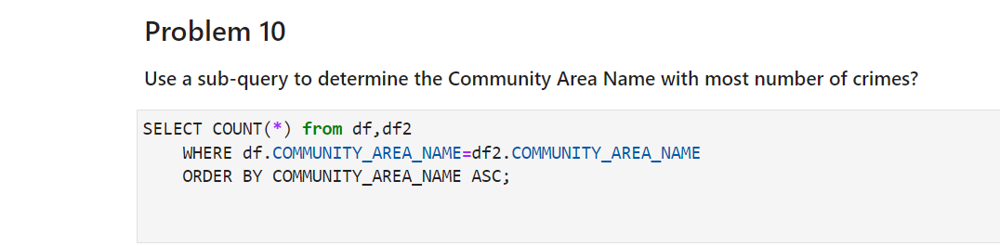 Problem 10
Use a sub-query to determine the Community Area Name with most number of crimes?
SELECT COUNT(*) from df,df2
WHERE df.COMMUNITY_AREA_NAME=df2.COMMUNITY_AREA_NAME
ORDER BY COMMUNITY_AREA_NAME ASC;